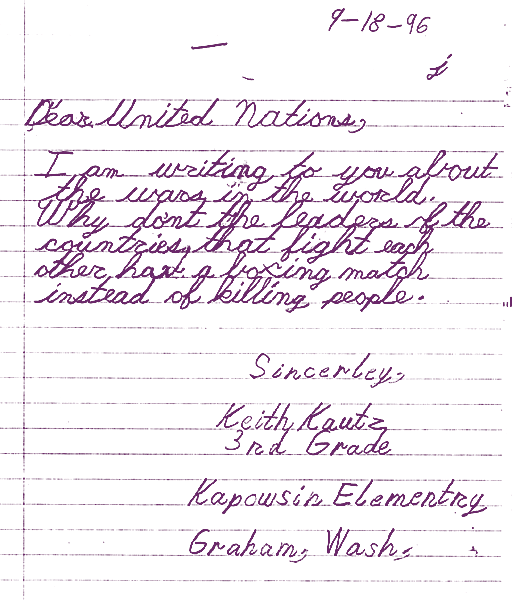 9-18-96
Dear United Nations,
I am writing to you about
the wars in the world.
Why dont the leaders of the
countries, that fight each
other have a boxing match
instead of killing people.
Sincerley,
Keith Kautz
3rd Grade
Kapowsin Elementry
Graham, Wash.